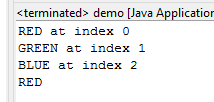 <terminated> demo [Java Application
RED at index 0
GREEN at index 1
BLUE at index 2
RED